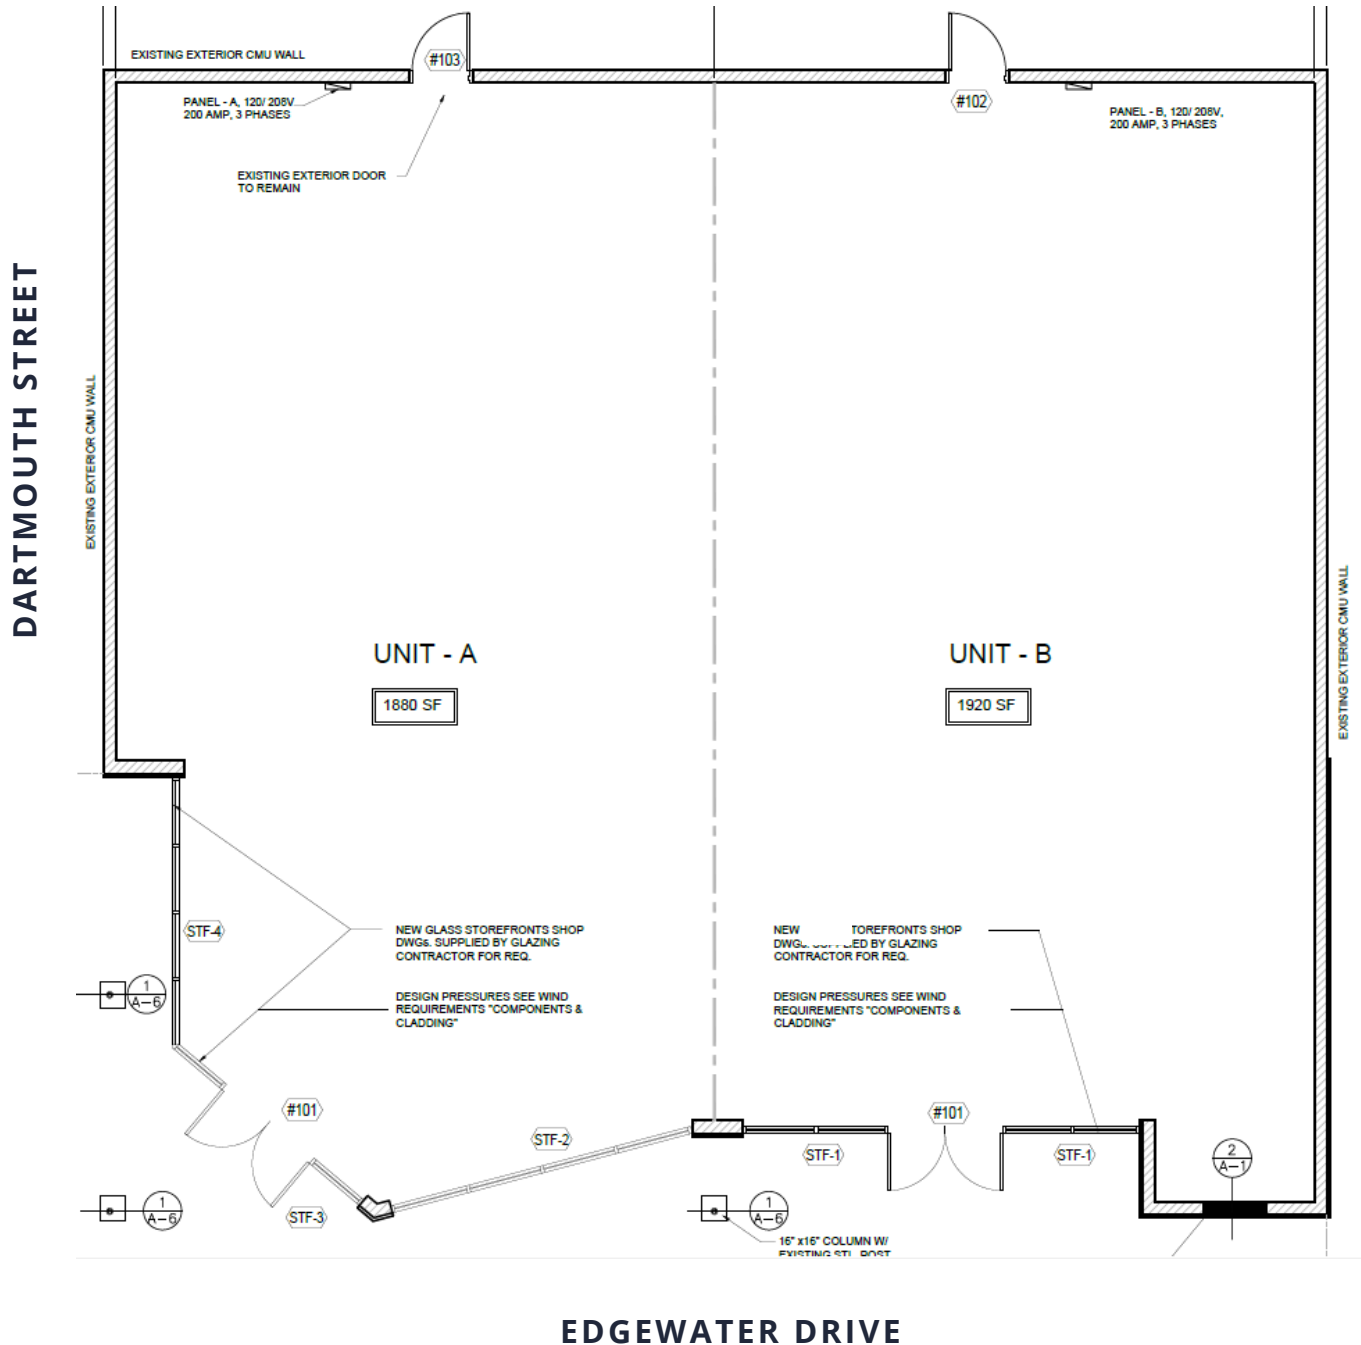 EXISTING EXTERIOR CMU WALL
#103
PANEL - A, 120/ 208V
200 AMP, 3 PHASES
#102
PANEL - B, 120/ 208V,
200 AMP, 3 PHASES
EXISTING EXTERIOR DOOR
TO REMAIN
DARTMOUTH STREET
EXISTING EXTERIOR CMU WALL
EXISTING EXTERIOR CMU WALL
UNIT - A
1880 SF
UNIT - B
1920 SF
STF-4
NEW GLASS STOREFRONTS SHOP
DWGs. SUPPLIED BY GLAZING
CONTRACTOR FOR REQ.
DESIGN PRESSURES SEE WIND
REQUIREMENTS "COMPONENTS &
CLADDING"
NEW TOREFRONTS SHOP
BY GLAZING
CONTRACTOR FOR REQ.
DESIGN PRESSURES SEE WIND
REQUIREMENTS "COMPONENTS &
CLADDING"
1
A-6
#101
STF-2
#101
STF-1
STF-1
2
A-1
1
A-6
STF-3
1
A-6
16" x16" COLUMN W/
EXISTING STL. POST
EDGEWATER DRIVE